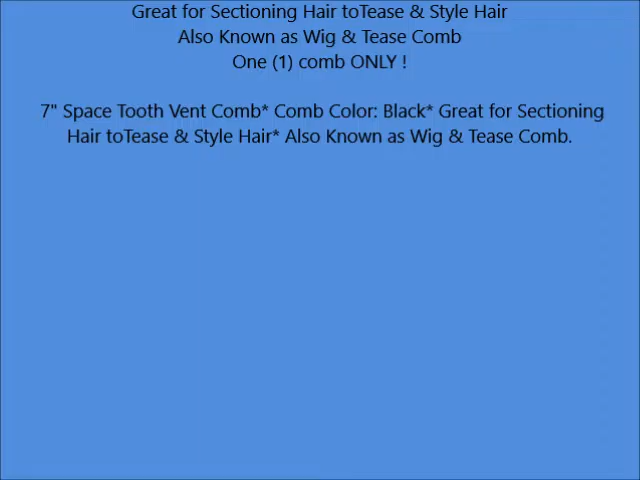 Great for Sectioning Hair toTease & Style Hair
Also Known as Wig & Tease Comb
One (1) comb ONLY !
7" Space Tooth Vent Comb* Comb Color: Black* Great for Sectioning
Hair toTease & Style Hair* Also Known as Wig & Tease Comb.